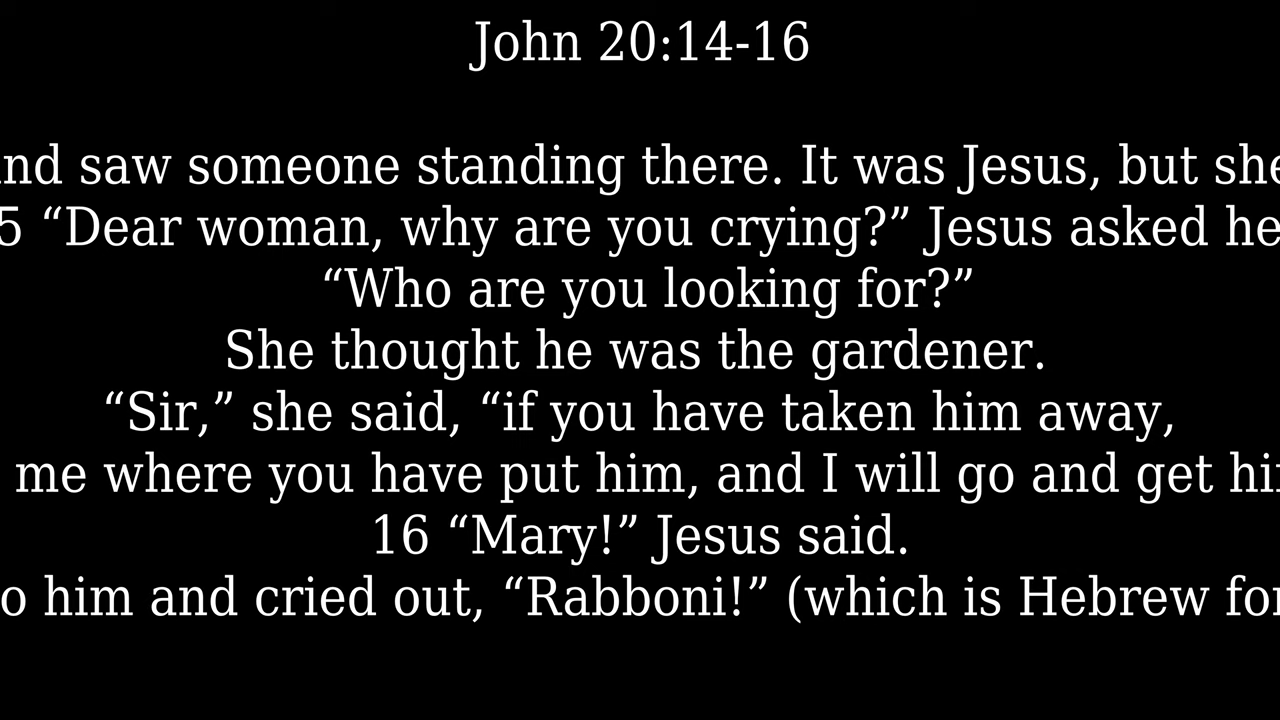 John 20:14-16
nd saw someone standing there. It was Jesus, but she
5 “Dear woman, why are you crying?” Jesus asked he
“Who are you looking for?”
She thought he was the gardener.
“Sir,” she said, “if you have taken him away,
me where you have put him, and I will go and get hi
16 “Mary!” Jesus said.
o him and cried out, “Rabboni!” (which is Hebrew for